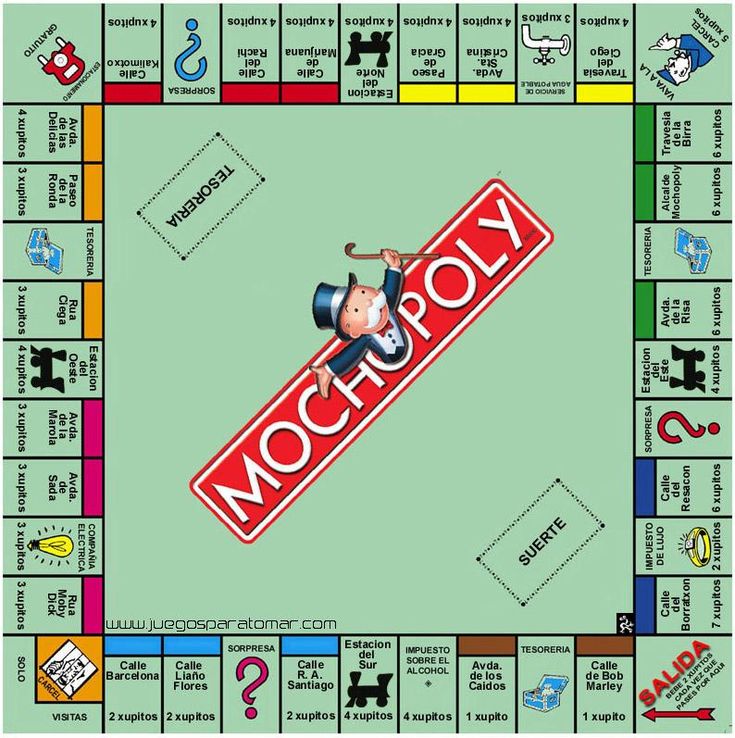 GRATUITO
ESTACIONAMIENTO
Calle
Kalimotxo
4 xupitos
SORPRESA
Calle
del
Rachi
4 xupitos
Calle
de
Marijuana
4 xupitos
Estacion
del
Norte
4 xupitos
Paseo
de
Gracia
4 xupitos
Avda.
Sta.
Cristina
4 xupitos
SERVICIO DE
AGUA POTABLE
3 xupitos
Travesia
del
Ciego
4 xupitos
VAYA A LA
CARCEL
5 xupitos
Avda.
de las
Delicias
4 xupitos
Paseo
de la
Ronda
3 xupitos
TESORERIA
Rua
Ciega
3 xupitos
Estacion
del
Oeste
4 xupitos
Avda.
de la
Marola
3 xupitos
Avda.
de
Sada
3 xupitos
COMPAÑIA
ELECTRICA
3 xupitos
Rua
Moby
Dick
3 xupitos
TESORERIA
MOCHOPOLY
SUERTE
www.juegosparatomar.com
Travesia
de la
Birra
6 xupitos
Alcalde
Mochopoly
6 xupitos
TESORERIA
Avda.
de la
Risa
6 xupitos
Estacion
del
Este
4 xupitos
SORPRESA
Calle
del
Resacon
6 xupitos
IMPUESTO
DE LUJO
2 xupitos
Calle
del
Borratxon
7 xupitos
SOLO
CARCEL
VISITAS
Calle
Barcelona
2 xupitos
Calle
Liaño
Flores
2 xupitos
SORPRESA
Calle
R. A.
Santiago
2 xupitos
Estacion
del
Sur
4 xupitos
IMPUESTO
SOBRE EL
ALCOHOL
4 xupitos
Avda.
de los
Caidos
1 xupito
TESORERIA
Calle
de Bob
Marley
1 xupito
SALIDA
BEBE 2 XUPITOS
CADA VEZ QUE
PASES POR AQUI